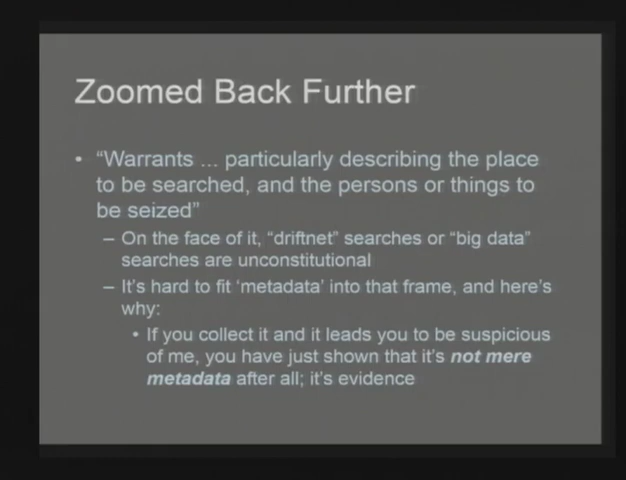 Zoomed Back Further
• “Warrants ... particularly describing the place
to be searched, and the persons or things to
be seized”
– On the face of it, “driftnet” searches or “big data”
searches are unconstitutional
– It’s hard to fit ‘metadata’ into that frame, and here’s
why:
• If you collect it and it leads you to be suspicious
of me, you have just shown that it’s not mere
metadata after all; it’s evidence